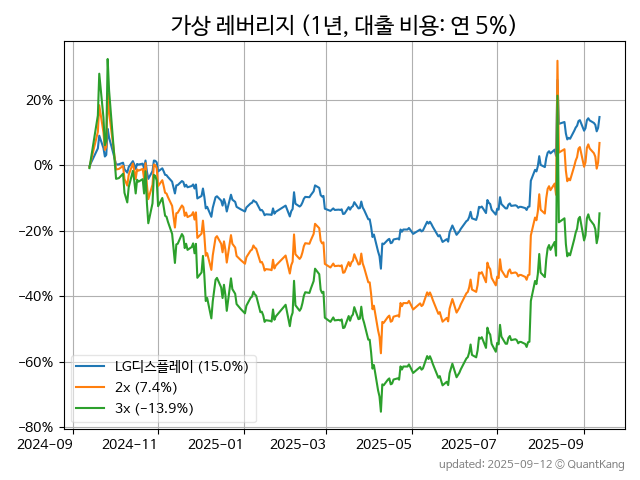 가상 레버리지 (1년, 대출 비용: 연 5%)
20%
0%
−20%
−40%
−60%
−80%
LG디스플레이 (15.0%)
2x (7.4%)
3x (-13.9%)
2024-09
2024-11
2025-01
2025-03
2025-05
2025-07
2025-09
updated: 2025-09-12 © QuantKang